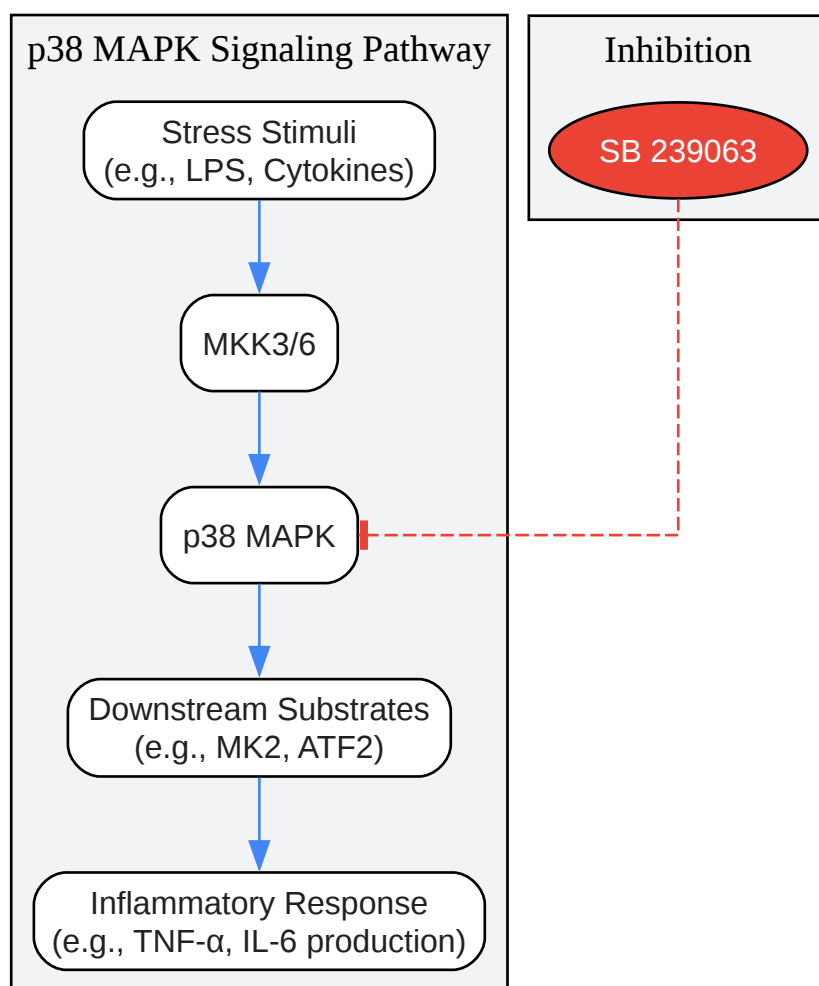 p38 MAPK Signaling Pathway
Stress Stimuli
(e.g., LPS, Cytokines)
MKK3/6
p38 MAPK
Downstream Substrates
(e.g., MK2, ATF2)
Inflammatory Response
(e.g., TNF-α, IL-6 production)
Inhibition
SB 239063